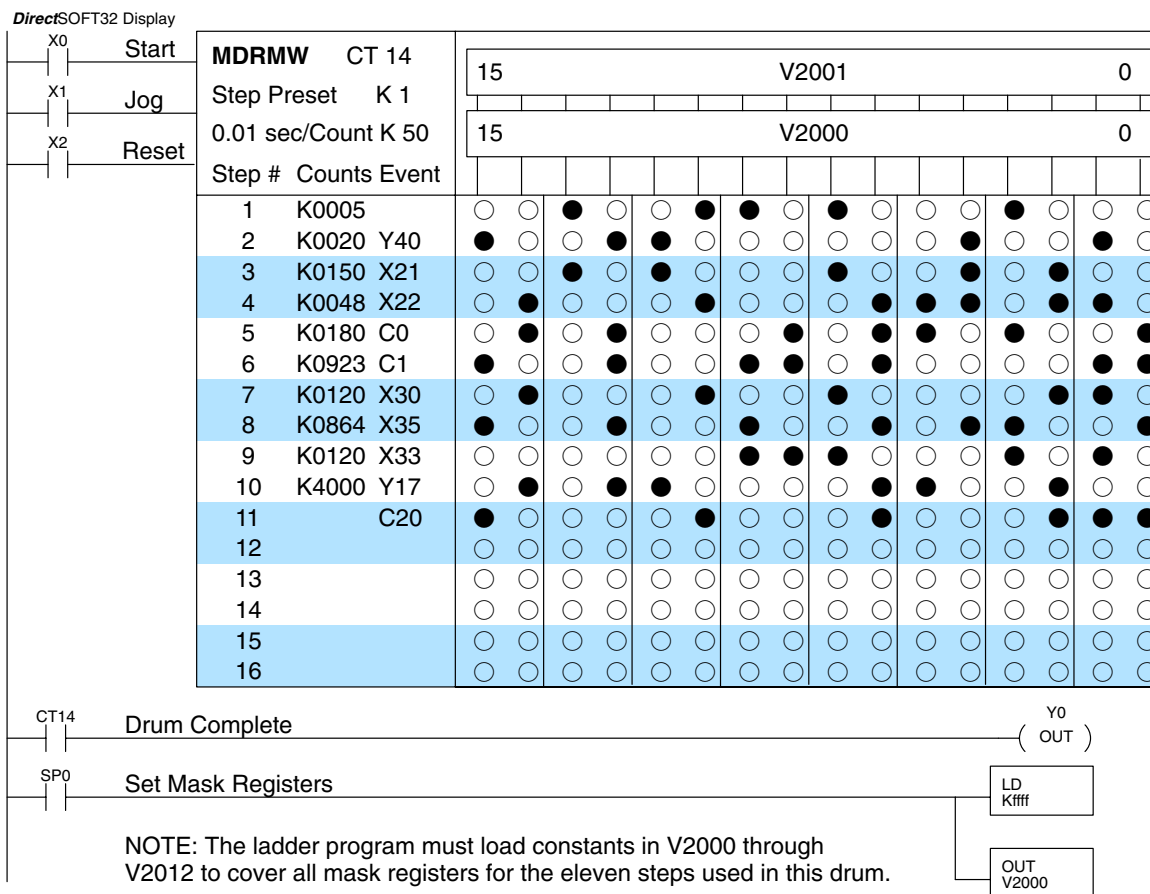 DirectSOFT32 Display
X0 Start
X1 Jog
X2 Reset
MDRMW CT 14
Step Preset K 1
0.01 sec/Count K 50
Step # Counts Event
15 V2001 0
15 V2000 0
1 K0005
2 K0020 Y40
3 K0150 X21
4 K0048 X22
5 K0180 C0
6 K0923 C1
7 K0120 X30
8 K0864 X35
9 K0120 X33
10 K4000 Y17
11 C20
12
13
14
15
16
CT14 Drum Complete Y0
OUT
SP0 Set Mask Registers LD
Kffff
NOTE: The ladder program must load constants in V2000 through
V2012 to cover all mask registers for the eleven steps used in this drum.
OUT
V2000